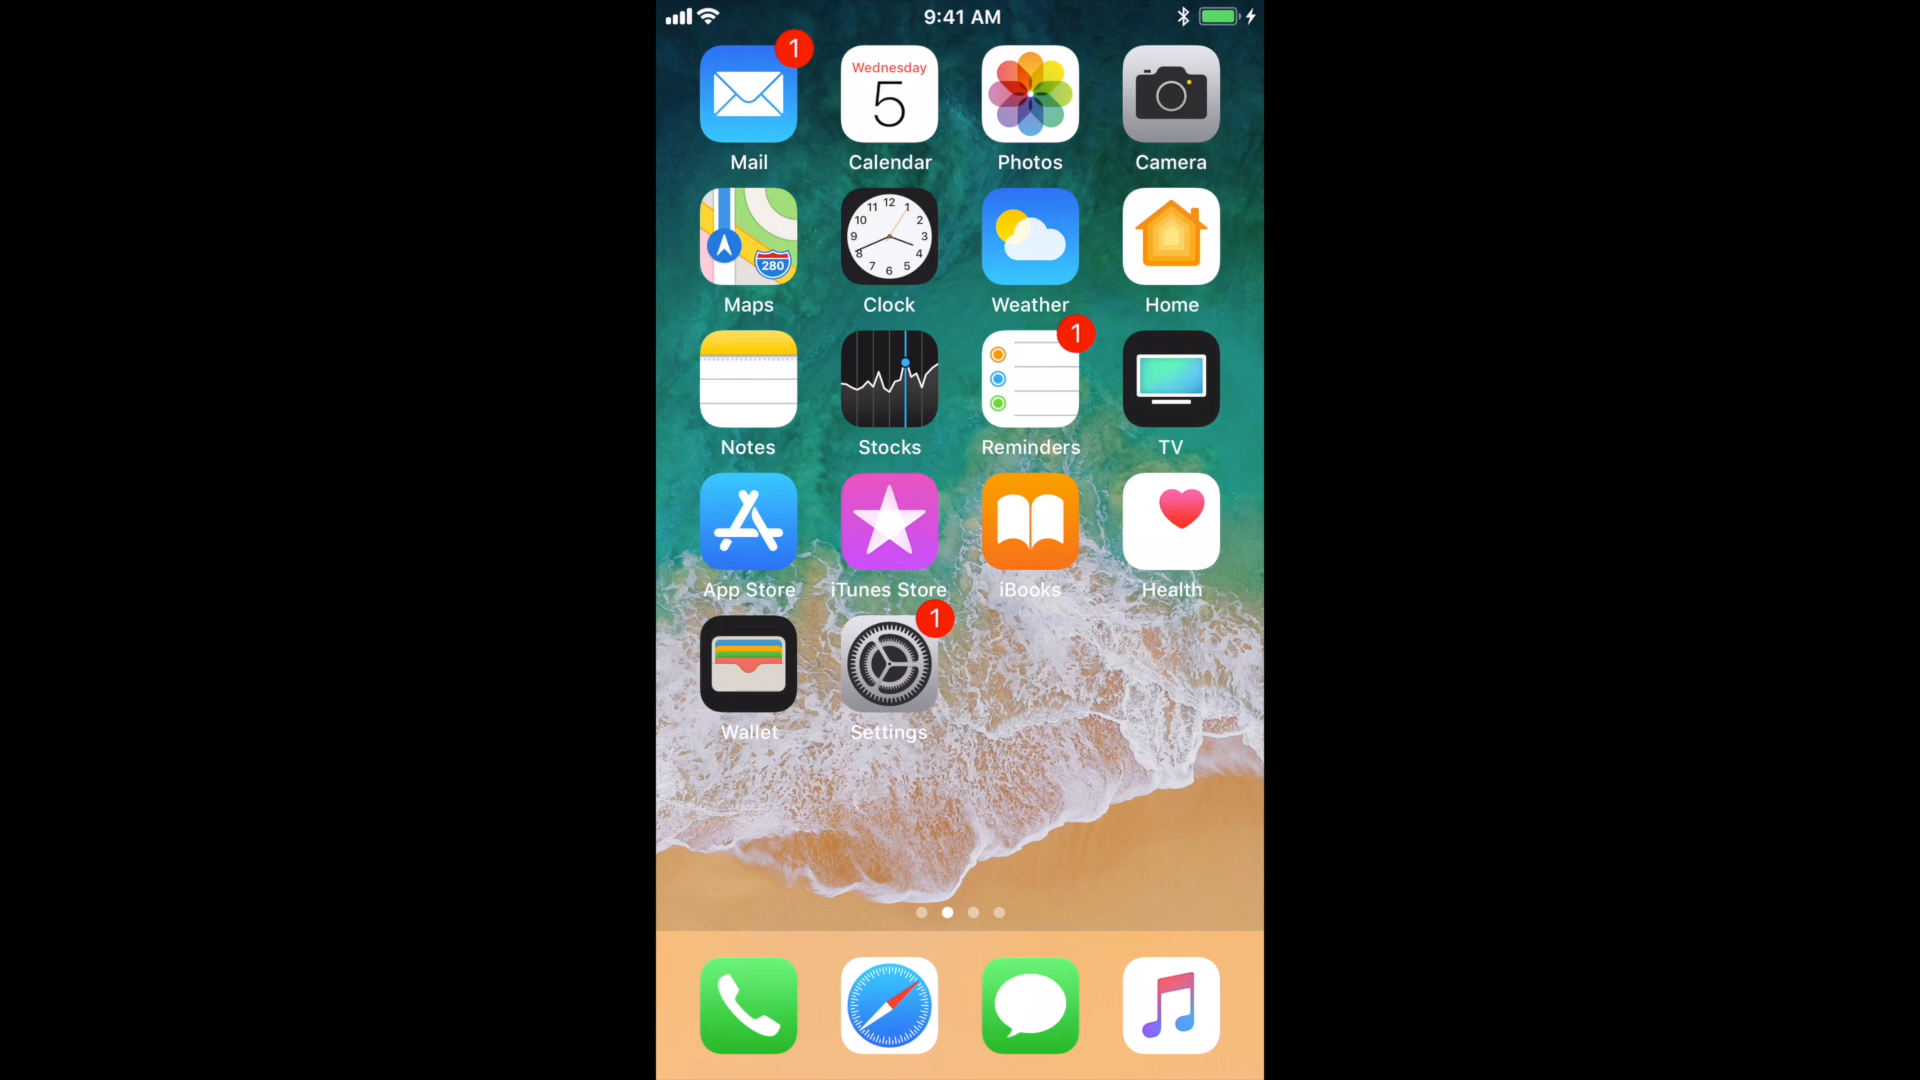 9:41 AM
1
Wednesday
5
Mail Calendar Photos Camera
280
12
11 1
10 2
9 3
8 4
7 5
6
Maps Clock Weather Home
1
Notes Stocks Reminders TV
App Store iTunes Store iBooks Health
1
Wallet Settings